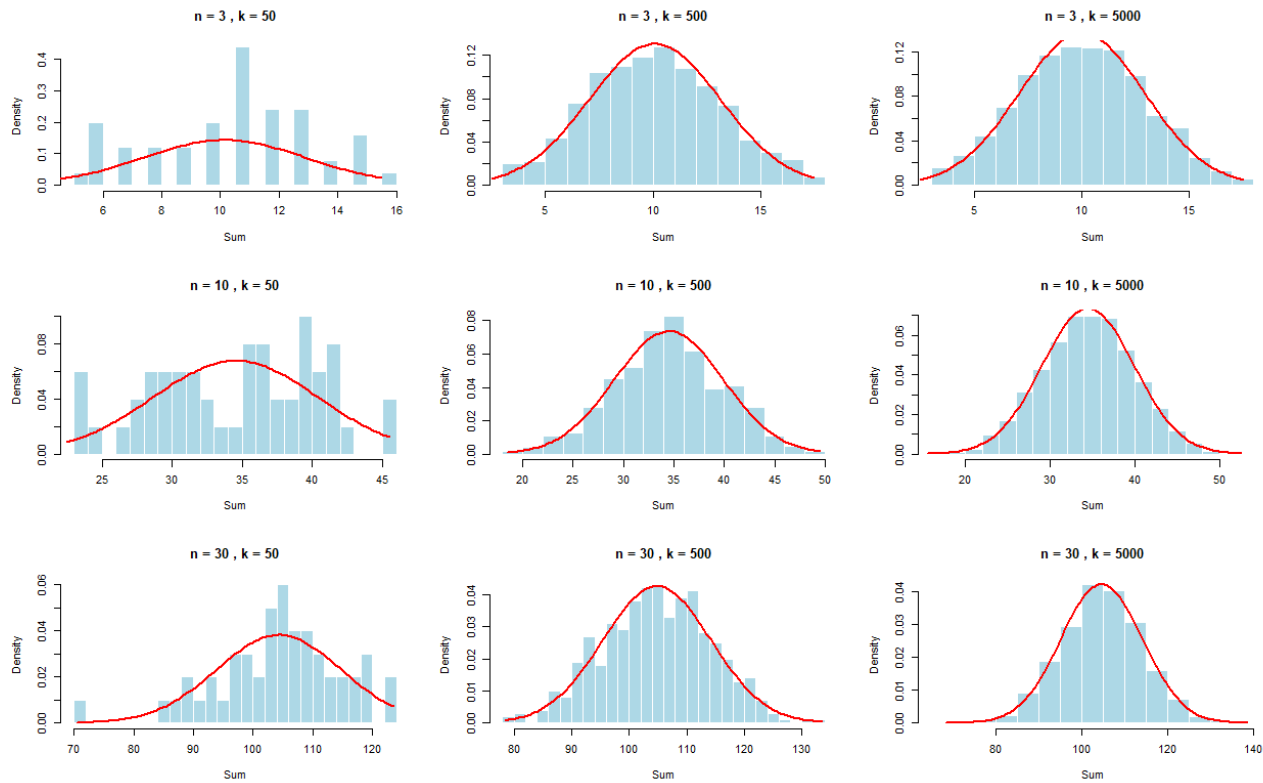 n = 3 , k = 50
Density
0.0 0.1 0.2 0.3 0.4
6 8 10 12 14 16
Sum
n = 3 , k = 500
Density
0.00 0.04 0.08 0.12
5 10 15
Sum
n = 3 , k = 5000
Density
0.00 0.04 0.08 0.12
5 10 15
Sum
n = 10 , k = 50
Density
0.00 0.04 0.08
25 30 35 40 45
Sum
n = 10 , k = 500
Density
0.00 0.02 0.04 0.06 0.08
20 25 30 35 40 45 50
Sum
n = 10 , k = 5000
Density
0.00 0.02 0.04 0.06
20 30 40 50
Sum
n = 30 , k = 50
Density
0.00 0.02 0.04 0.06
70 80 90 100 110 120
Sum
n = 30 , k = 500
Density
0.00 0.01 0.02 0.03 0.04
80 90 100 110 120 130
Sum
n = 30 , k = 5000
Density
0.00 0.01 0.02 0.03 0.04
80 100 120 140
Sum